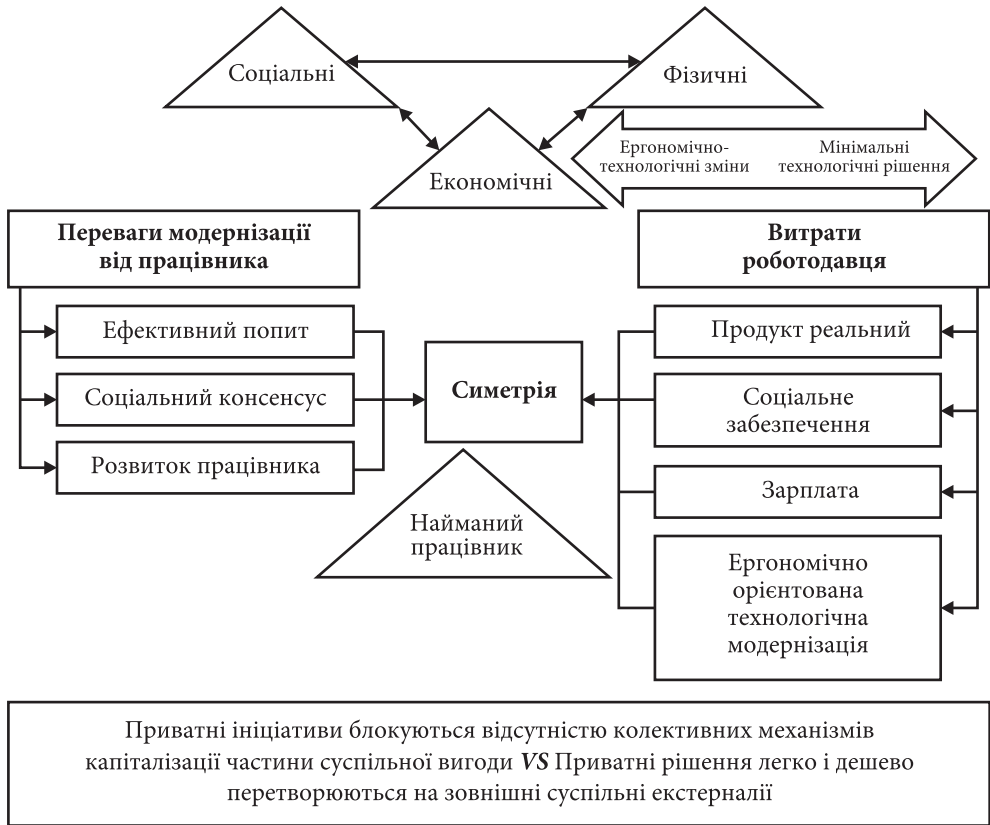 Соціальні
Фізичні
Економічні
Ергономічно-
технологічні зміни
Мінімальні
технологічні рішення
Переваги модернізації
від працівника
Витрати
роботодавця
Ефективний попит
Соціальний консенсус
Розвиток працівника
Симетрія
Найманий
працівник
Продукт реальний
Соціальне
забезпечення
Зарплата
Ергономічно
орієнтована
технологічна
модернізація
Приватні ініціативи блокуються відсутністю колективних механізмів
капіталізації частини суспільної вигоди VS Приватні рішення легко і дешево
перетворюються на зовнішні суспільні екстерналії